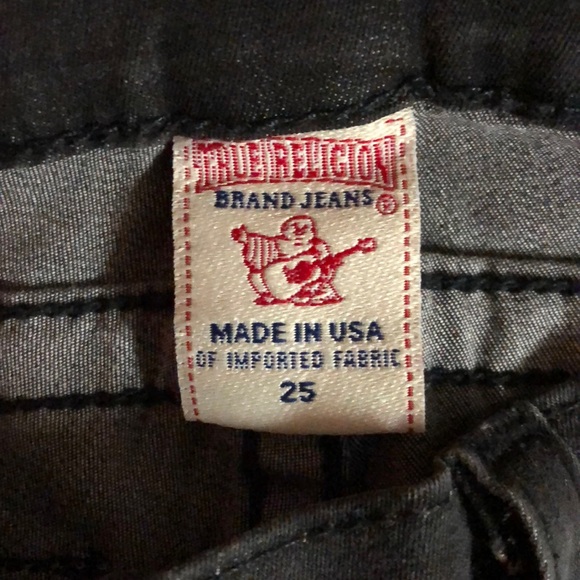 TRUE RELIGION
BRAND JEANS ®
MADE IN USA
OF IMPORTED FABRIC
25